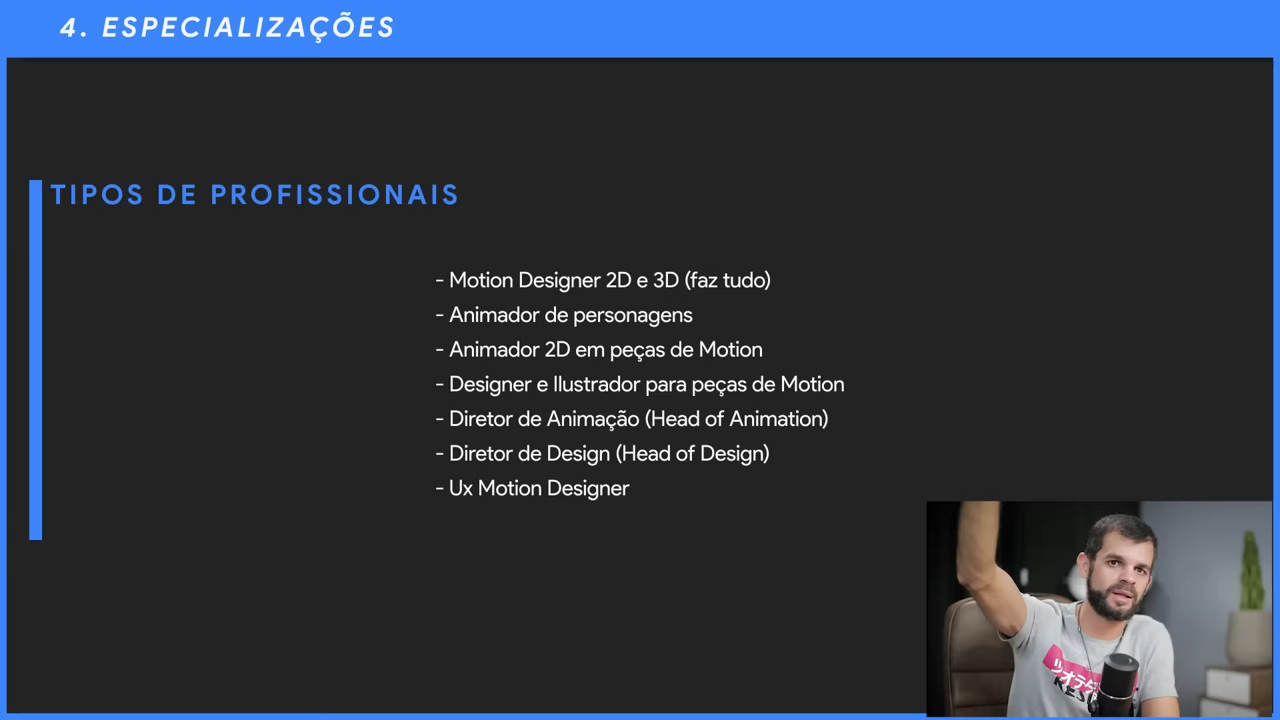 4. ESPECIALIZAÇÕES
TIPOS DE PROFISSIONAIS
- Motion Designer 2D e 3D (faz tudo)
- Animador de personagens
- Animador 2D em peças de Motion
- Designer e Ilustrador para peças de Motion
- Diretor de Animação (Head of Animation)
- Diretor de Design (Head of Design)
- Ux Motion Designer